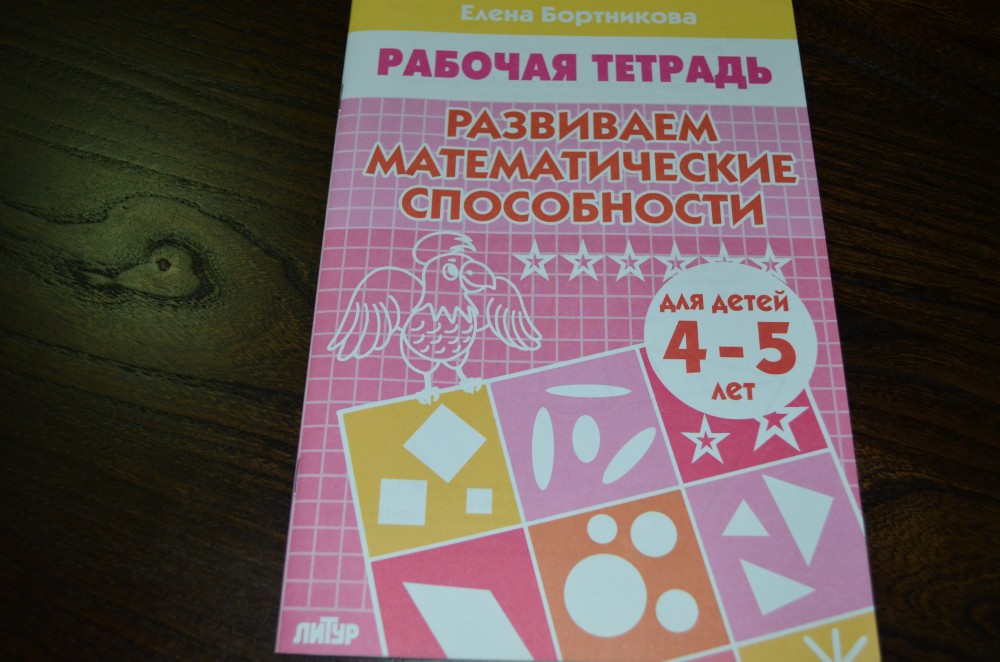 Елена Бортникова
РАБОЧАЯ ТЕТРАДЬ
РАЗВИВАЕМ
МАТЕМАТИЧЕСКИЕ
СПОСОБНОСТИ
для детей
4-5
лет
ЛИТУР